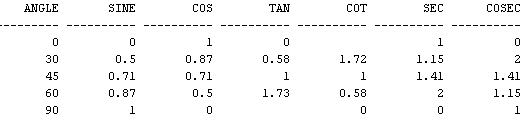 ANGLE SINE COS TAN COT SEC COSEC
--------- --------- --------- --------- --------- --------- ---------
0 0 1 0 1 0
30 0.5 0.87 0.58 1.72 1.15 2
45 0.71 0.71 1 1 1.41 1.41
60 0.87 0.5 1.73 0.58 2 1.15
90 1 0 0 0 1